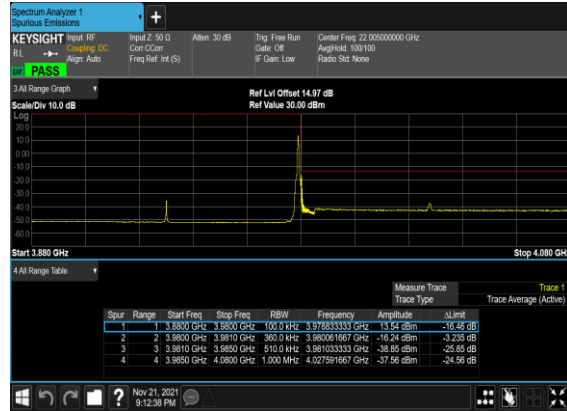 Spectrum Analyzer 1
Spurious Emissions
+
KEYSIGHT Input: RF Input Z: 50 Ω Atten: 30 dB Trig: Free Run Center Freq: 22.005000000 GHz
RL Coupling: DC Corr CCorr Gate: Off Avg|Hold: 100/100
Align: Auto Freq Ref: Int (S) IF Gain: Low Radio Std: None
PASS
3 All Range Graph
Ref Lvl Offset 14.97 dB
Scale/Div 10.0 dB Ref Value 30.00 dBm
Log
20.0
10.0
0.00
-10.0
-20.0
-30.0
-40.0
-50.0
-60.0
Start 3.880 GHz Stop 4.080 GH
4 All Range Table
Measure Trace Trace 1
Trace Type Trace Average (Active)
Spur Range Start Freq Stop Freq RBW Frequency Amplitude ΔLimit
1 1 3.8800 GHz 3.9800 GHz 100.0 kHz 3.978833333 GHz 13.54 dBm -16.46 dB
2 2 3.9800 GHz 3.9810 GHz 360.0 kHz 3.980061667 GHz -16.24 dBm -3.235 dB
3 3 3.9810 GHz 3.9850 GHz 510.0 kHz 3.981033333 GHz -38.85 dBm -25.85 dB
4 4 3.9850 GHz 4.0800 GHz 1.000 MHz 4.027591667 GHz -37.56 dBm -24.56 dB
? Nov 21, 2021
9:12:38 PM